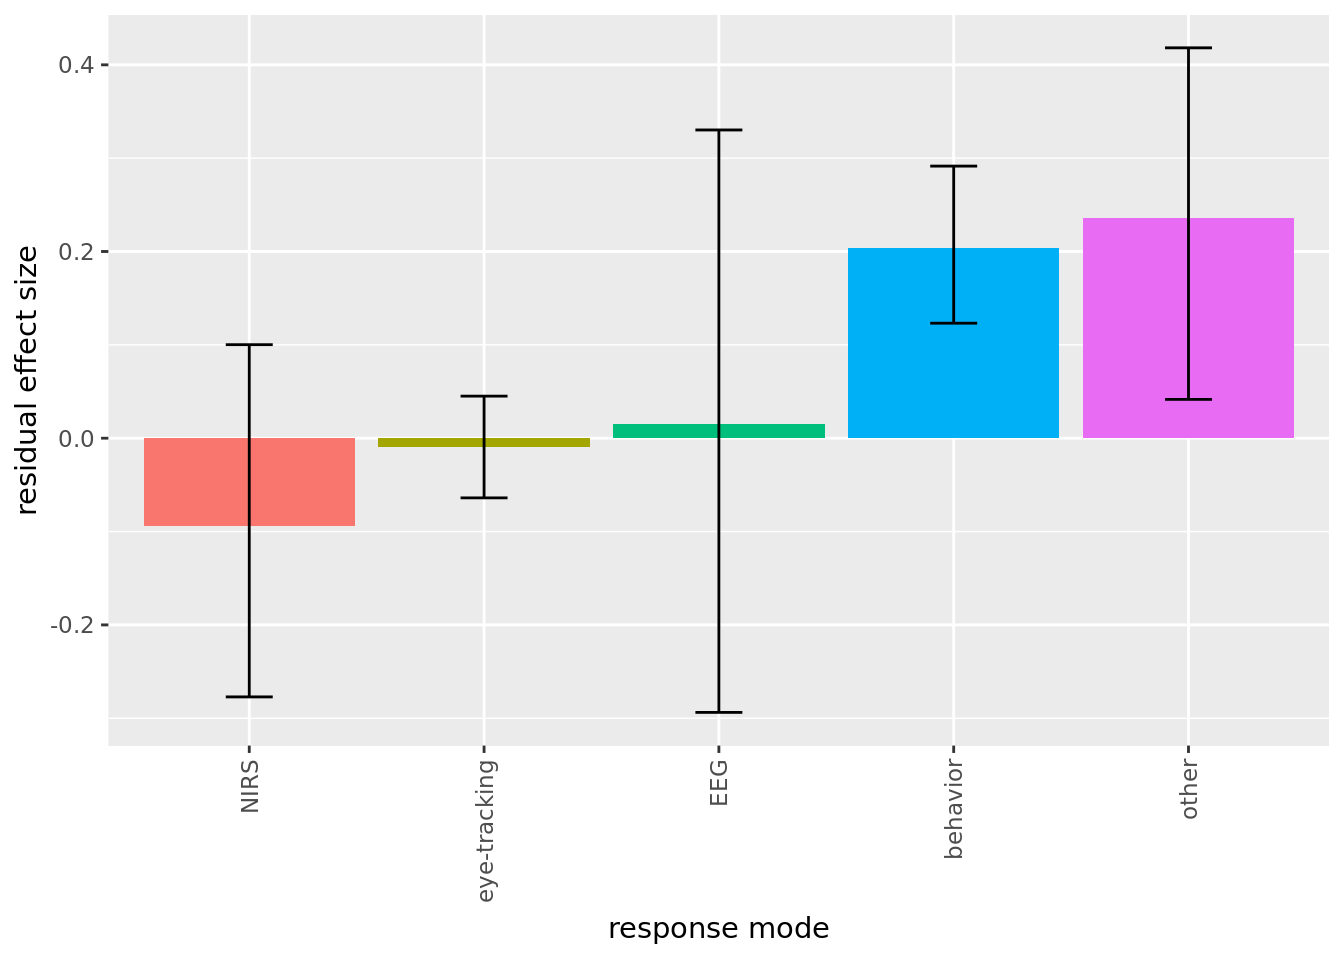 residual effect size
0.4
0.2
0.0
-0.2
NIRS
eye-tracking
EEG
behavior
other
response mode